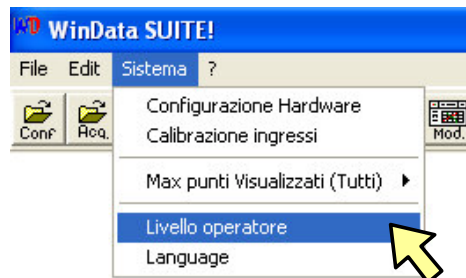 WinData SUITE!
File Edit Sistema ?
Conf Acq. Mod.
Configurazione Hardware
Calibrazione ingressi
Max punti Visualizzati (Tutti)
Livello operatore
Language